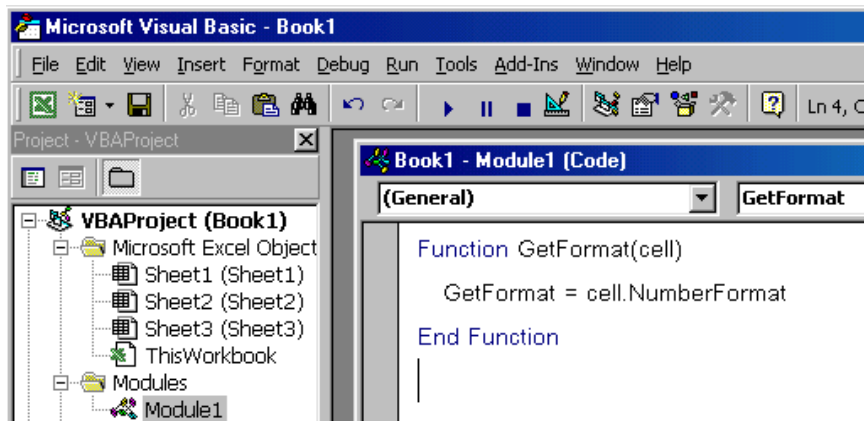 Microsoft Visual Basic - Book1
File Edit View Insert Format Debug Run Tools Add-Ins Window Help
Ln 4, C
Project - VBAProject
Book1 - Module1 (Code)
(General) GetFormat
VBAProject (Book1)
Microsoft Excel Object
Sheet1 (Sheet1)
Sheet2 (Sheet2)
Sheet3 (Sheet3)
ThisWorkbook
Modules
Module1
Function GetFormat(cell)
GetFormat = cell.NumberFormat
End Function